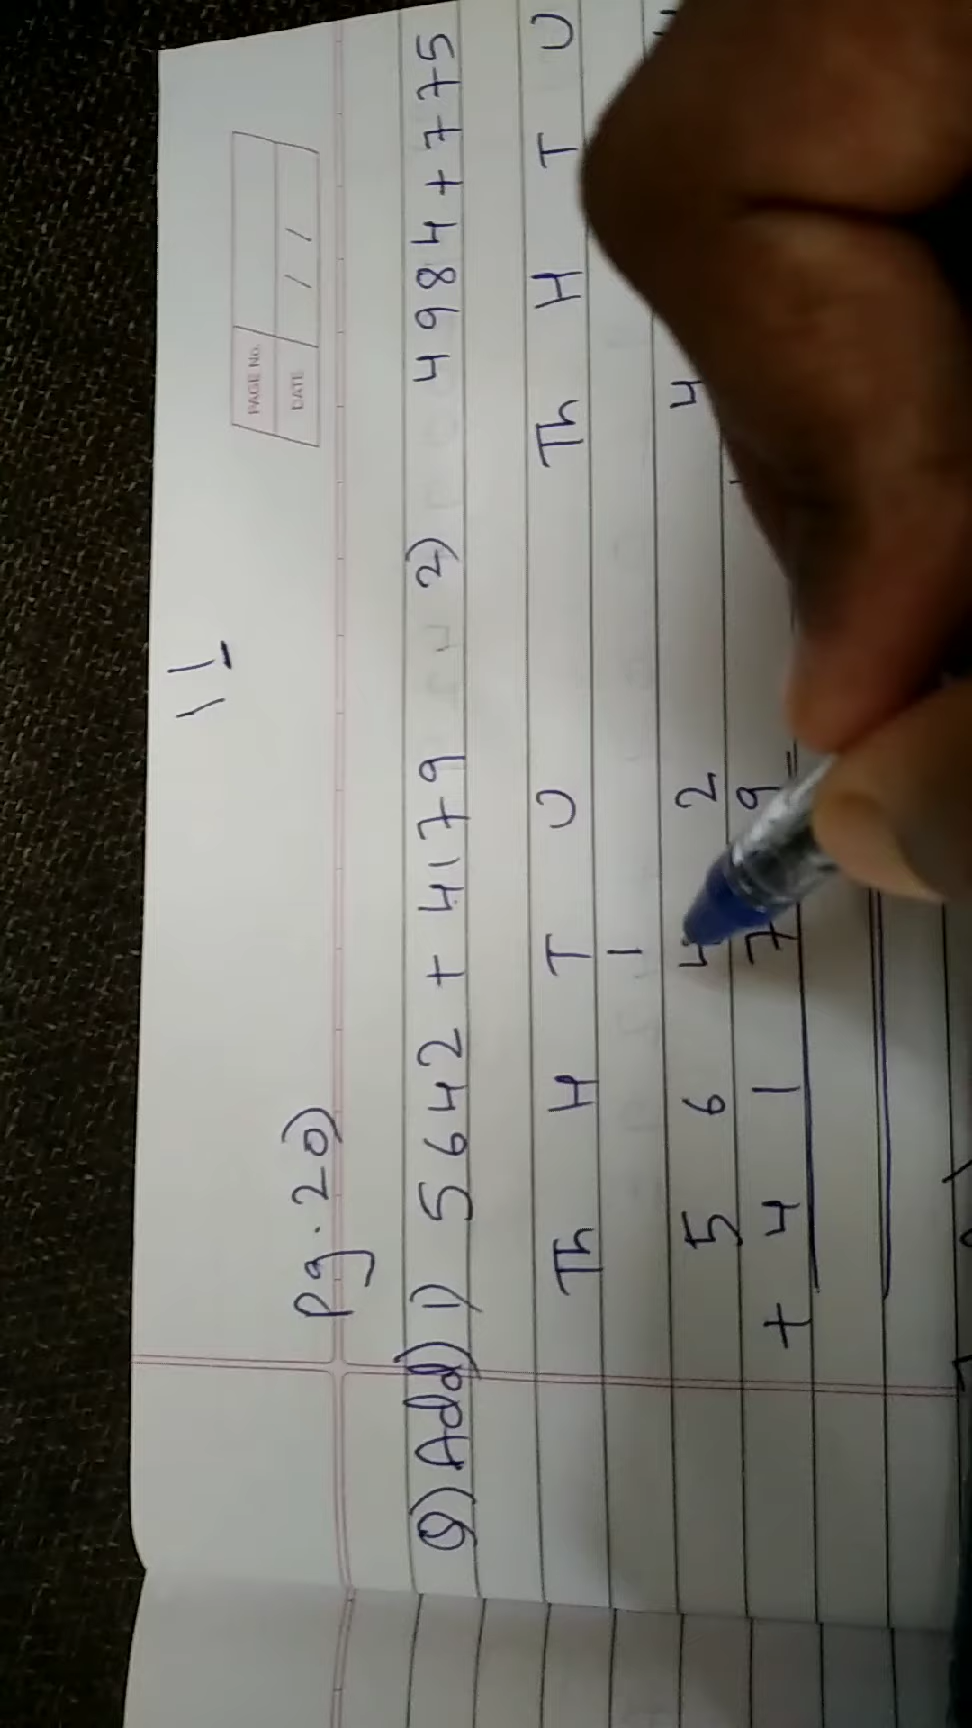 11
PAGE NO.
DATE / /
Pg. 20)
Q) Add) 1) 5642 + 4179 2) 4984 + 775
Th H T U Th H T U
1
5 6 4 2 4
+ 4 1 7 9